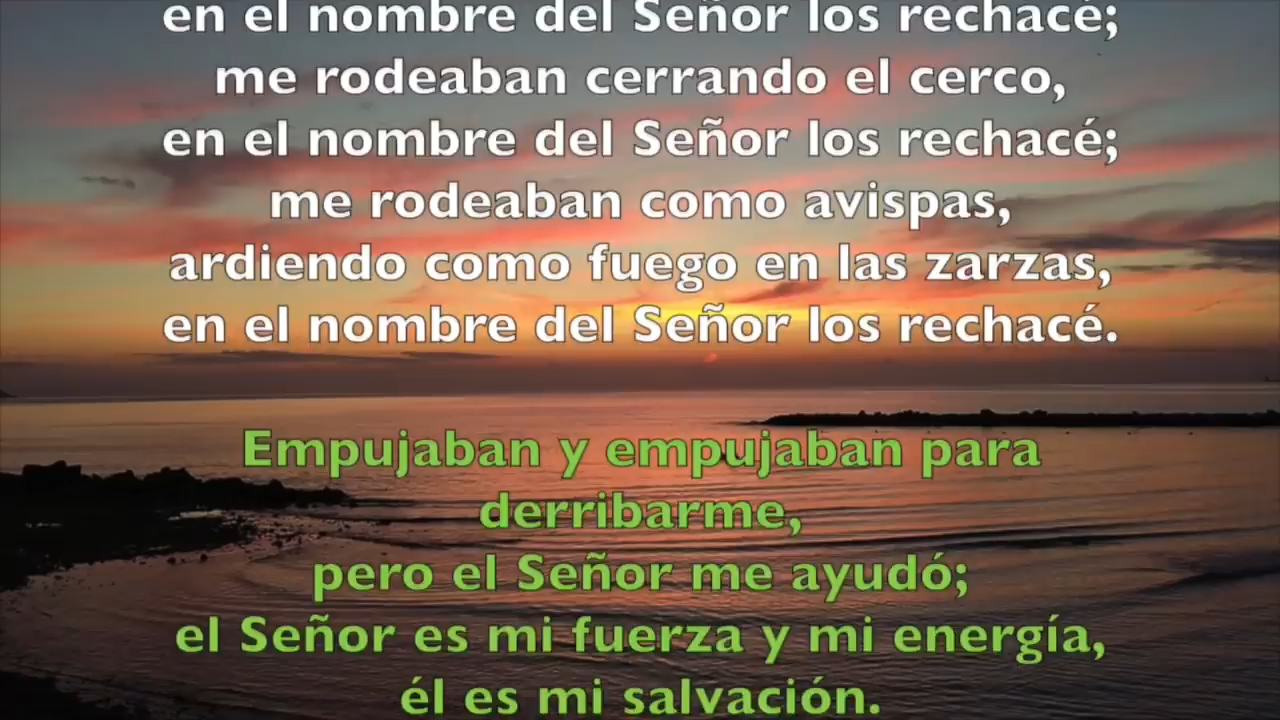 en el nombre del Señor los rechacé;
me rodeaban cerrando el cerco,
en el nombre del Señor los rechacé;
me rodeaban como avispas,
ardiendo como fuego en las zarzas,
en el nombre del Señor los rechacé.
Empujaban y empujaban para
derribarme,
pero el Señor me ayudó;
el Señor es mi fuerza y mi energía,
él es mi salvación.